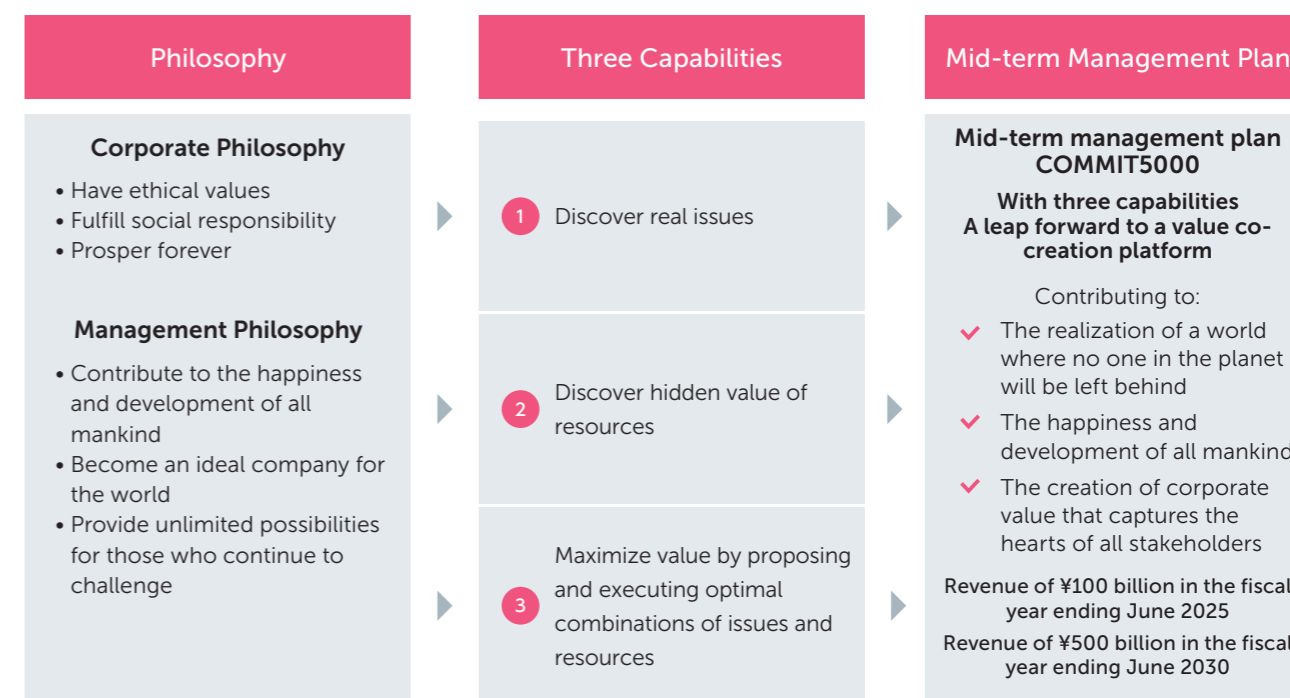 Philosophy
Corporate Philosophy
• Have ethical values
• Fulfill social responsibility
• Prosper forever
Management Philosophy
• Contribute to the happiness
and development of all
mankind
• Become an ideal company for
the world
• Provide unlimited possibilities
for those who continue to
challenge
Three Capabilities
1 Discover real issues
2 Discover hidden value of
resources
3 Maximize value by proposing
and executing optimal
combinations of issues and
resources
Mid-term Management Plan
Mid-term management plan
COMMIT5000
With three capabilities
A leap forward to a value co-
creation platform
Contributing to:
The realization of a world
where no one in the planet
will be left behind
The happiness and
development of all mankind
The creation of corporate
value that captures the
hearts of all stakeholders
Revenue of ¥100 billion in the fiscal
year ending June 2025
Revenue of ¥500 billion in the fiscal
year ending June 2030